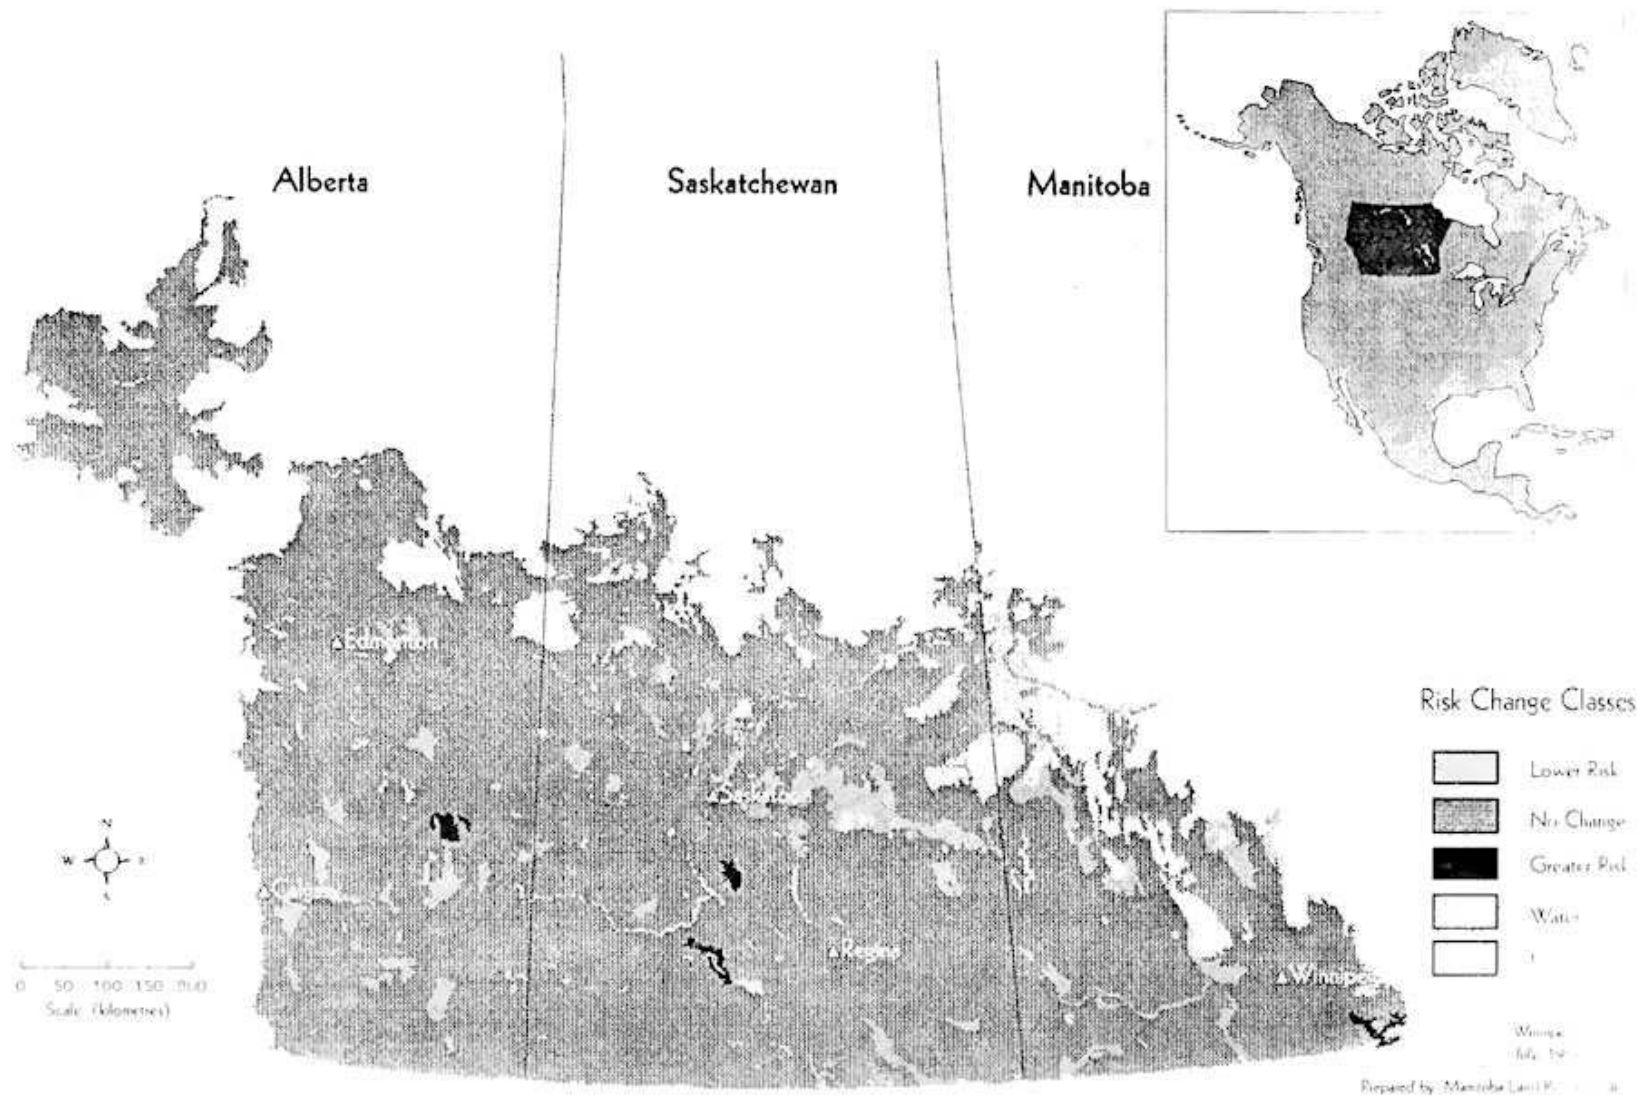 Alberta
Saskatchewan
Manitoba
Edmonton
Risk Change Classes
Lower Risk
No Change
Saskatoon
N
W
Greater Risk
Water
Regina
Winnipeg
0 50 100 150 200
Scale (kilometres)
Prepared by: Manitoba Land